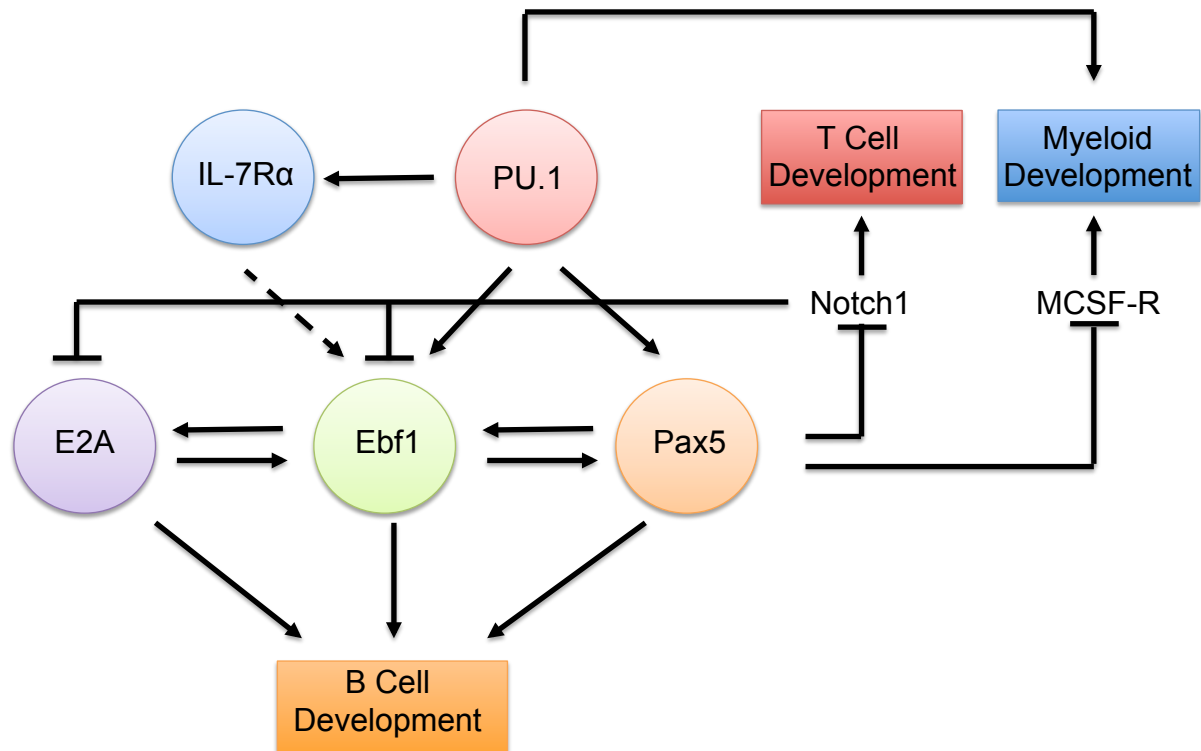 IL-7Rα
PU.1
T Cell
Development
Myeloid
Development
Notch1
MCSF-R
E2A
Ebf1
Pax5
B Cell
Development